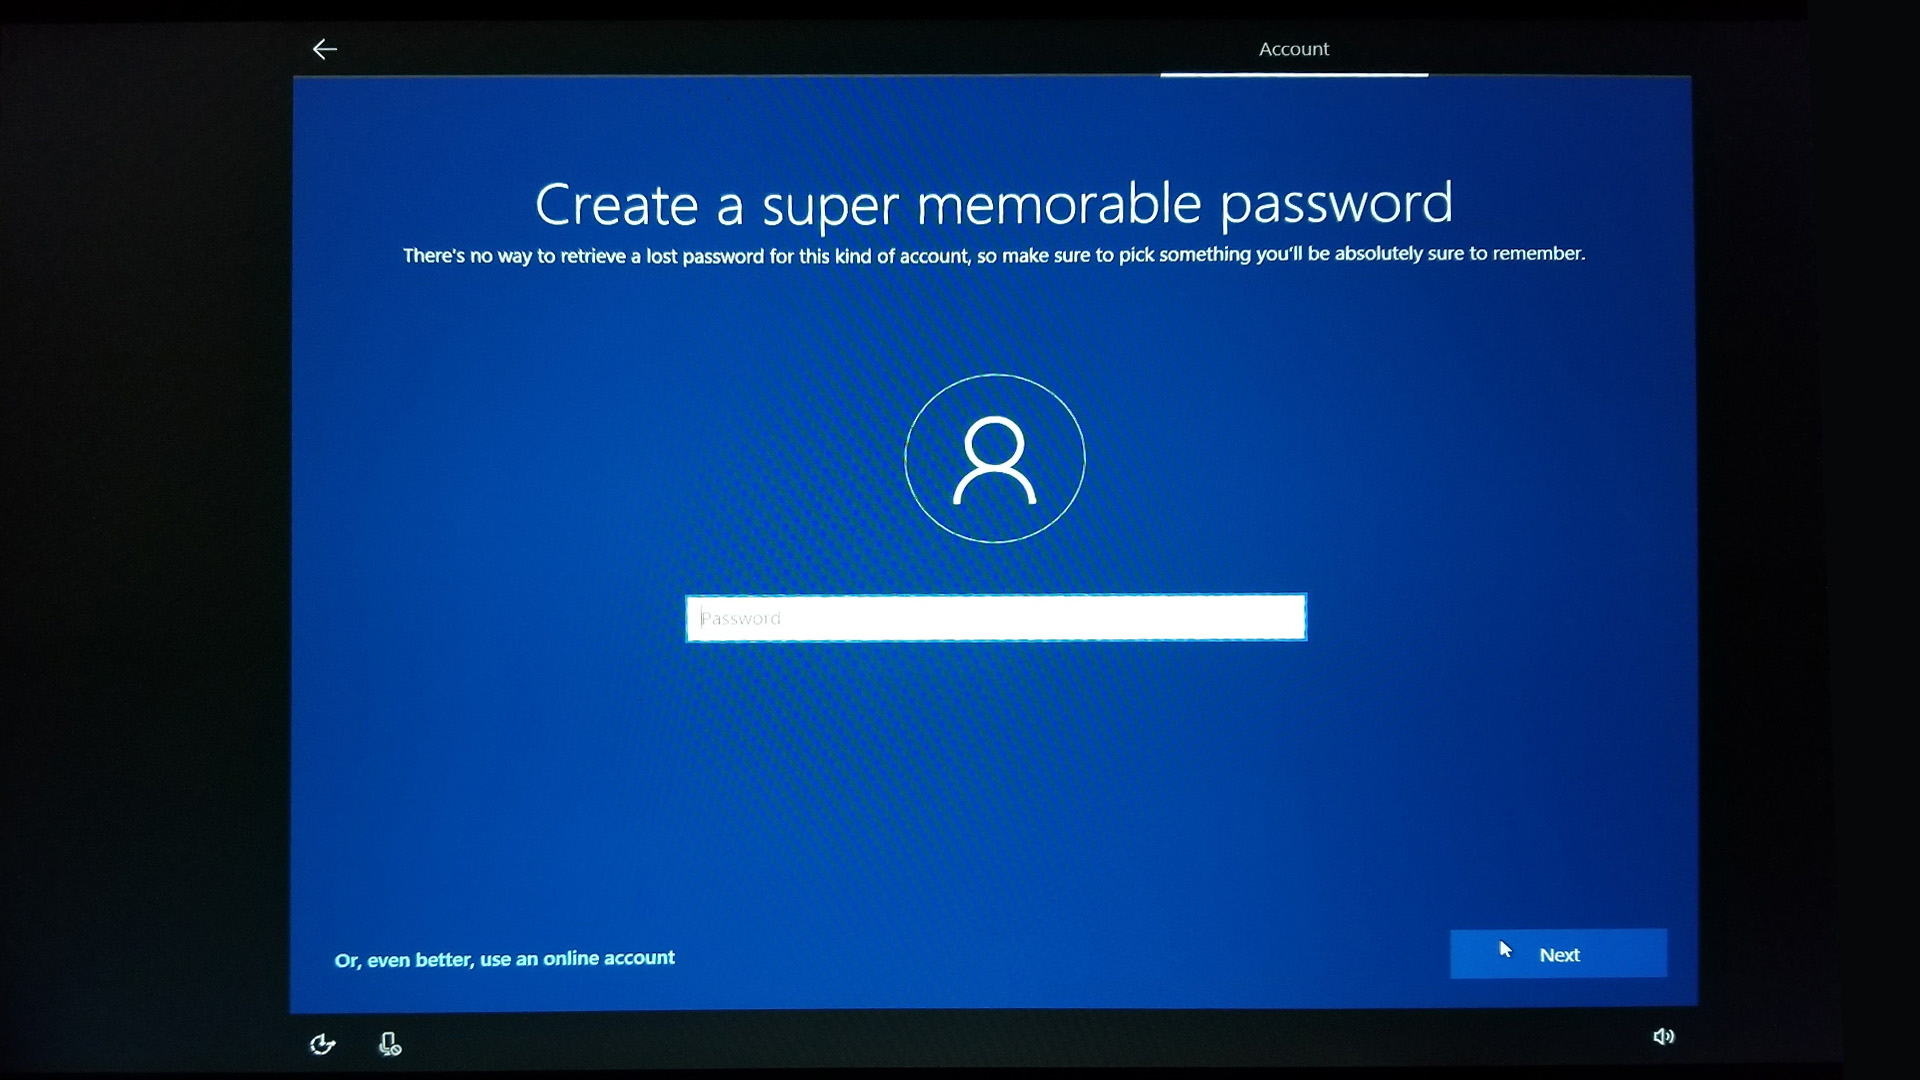 Account
Create a super memorable password
There's no way to retrieve a lost password for this kind of account, so make sure to pick something you'll be absolutely sure to remember.
Password
Or, even better, use an online account
Next